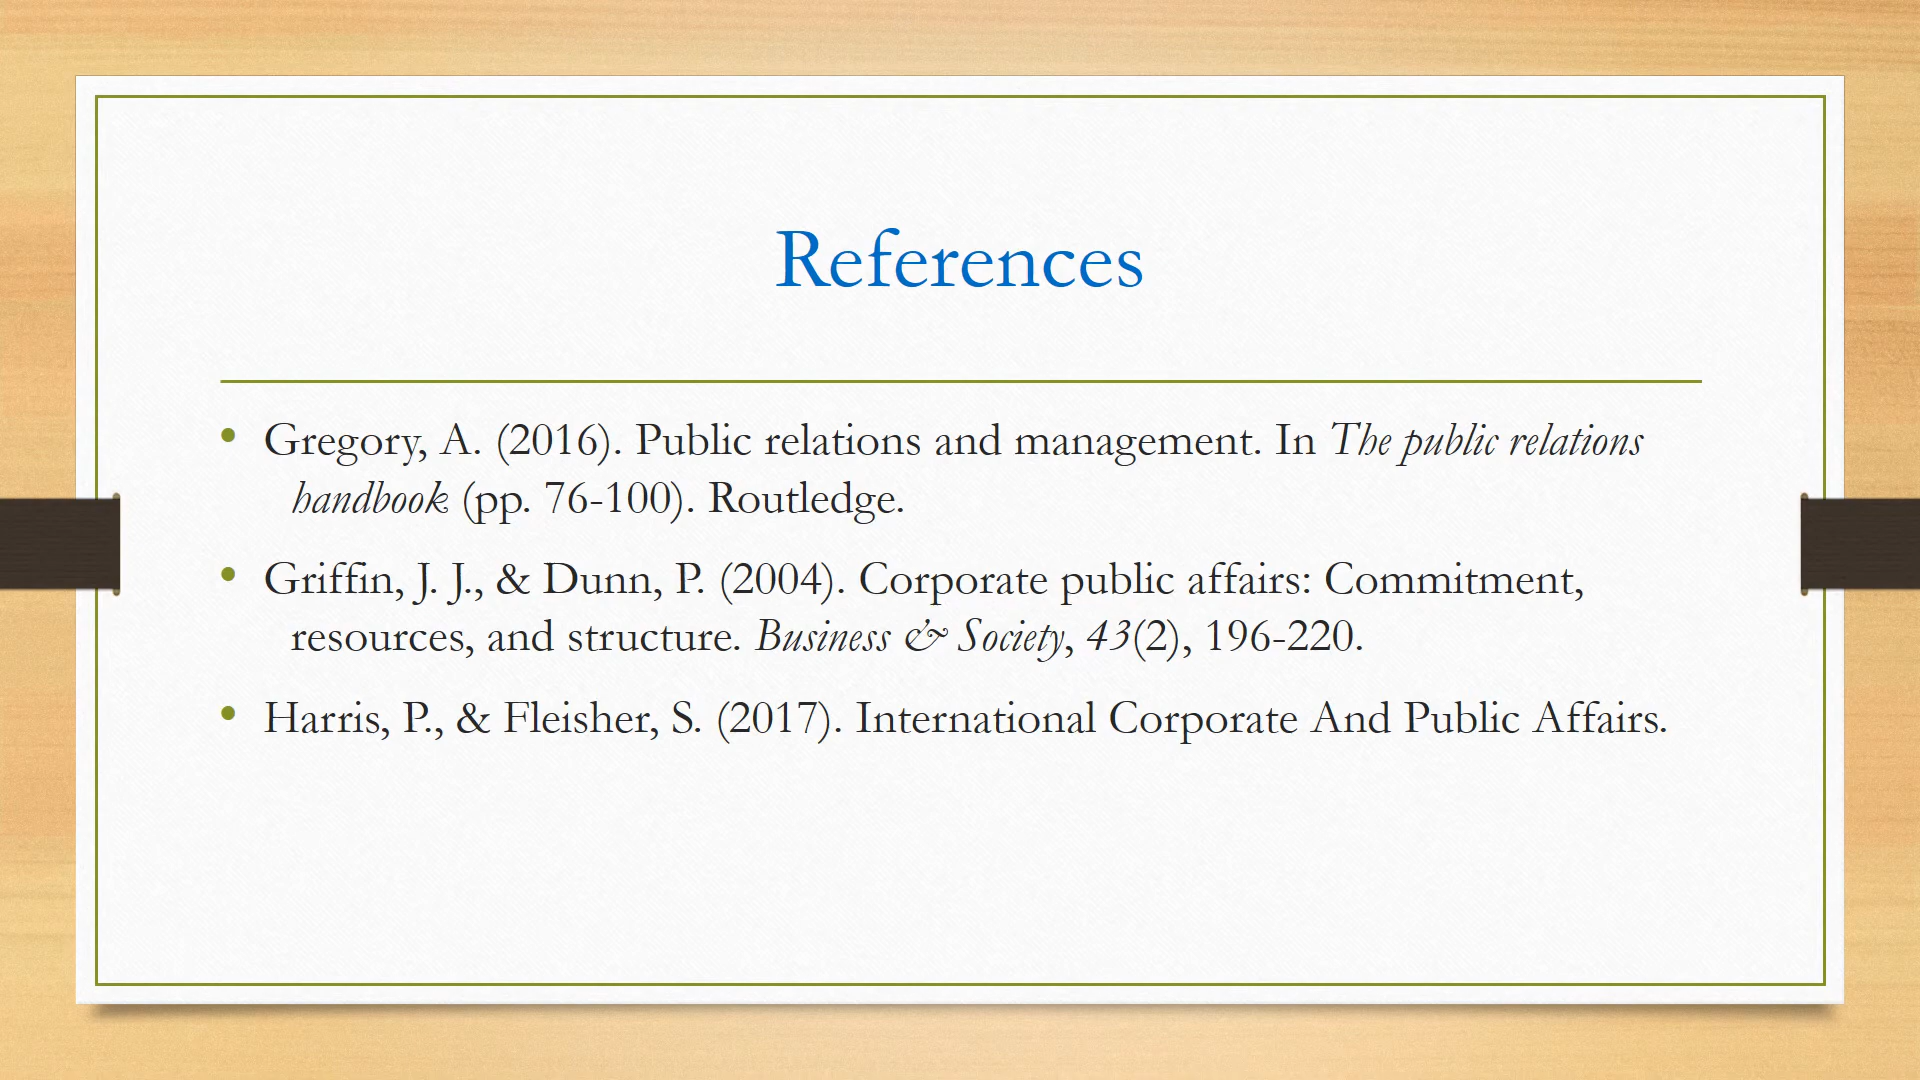 References
• Gregory, A. (2016). Public relations and management. In The public relations
handbook (pp. 76-100). Routledge.
• Griffin, J. J., & Dunn, P. (2004). Corporate public affairs: Commitment,
resources, and structure. Business & Society, 43(2), 196-220.
• Harris, P., & Fleisher, S. (2017). International Corporate And Public Affairs.